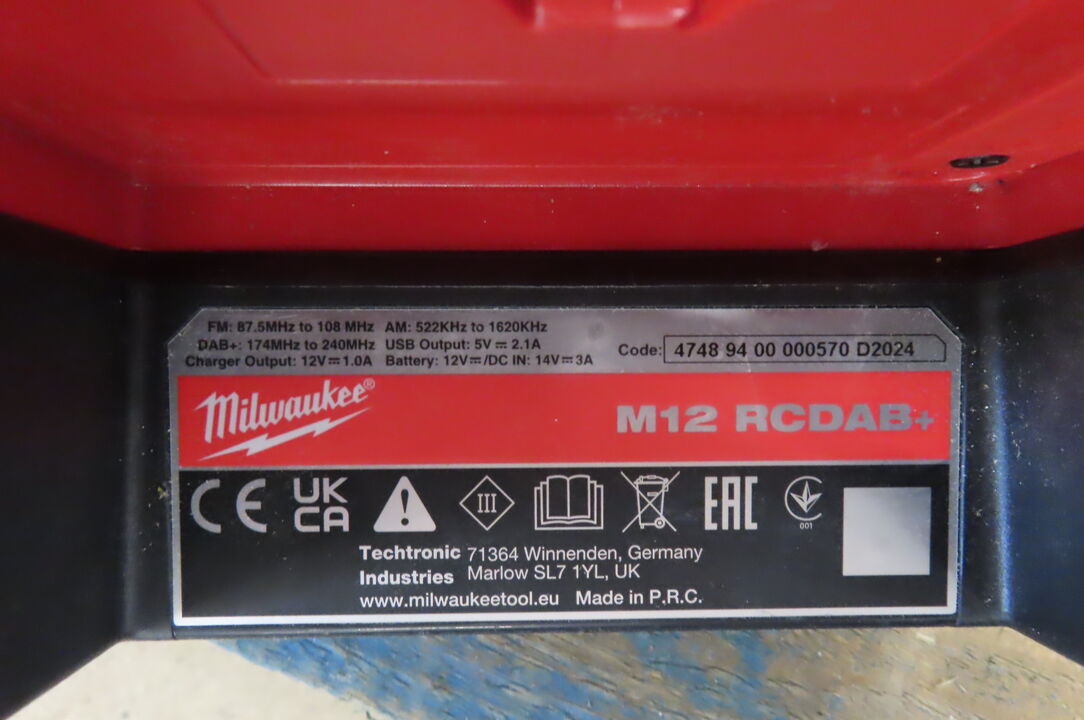 FM: 87.5MHz to 108 MHz AM: 522KHz to 1620KHz
DAB+: 174MHz to 240MHz USB Output: 5V ⎓ 2.1A
Charger Output: 12V⎓1.0A Battery: 12V⎓/DC IN: 14V⎓3A
Code: 4748 94 00 000570 D2024
Milwaukee®
M12 RCDAB+
CE UK CA III EAC 001
Techtronic Industries
71364 Winnenden, Germany
Marlow SL7 1YL, UK
www.milwaukeetool.eu Made in P.R.C.